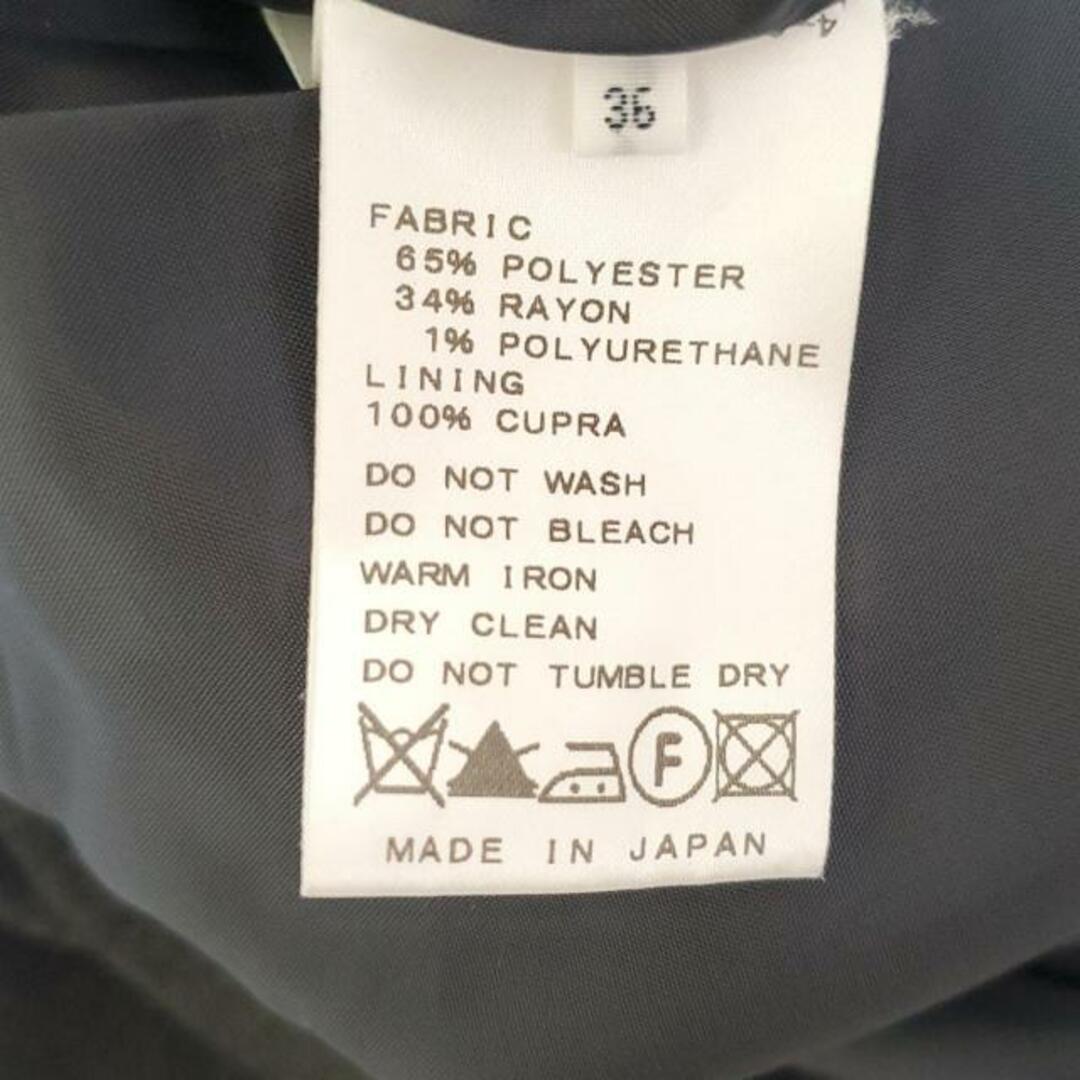 36
FABRIC
65% POLYESTER
34% RAYON
1% POLYURETHANE
LINING
100% CUPRA
DO NOT WASH
DO NOT BLEACH
WARM IRON
DRY CLEAN
DO NOT TUMBLE DRY
F
MADE IN JAPAN